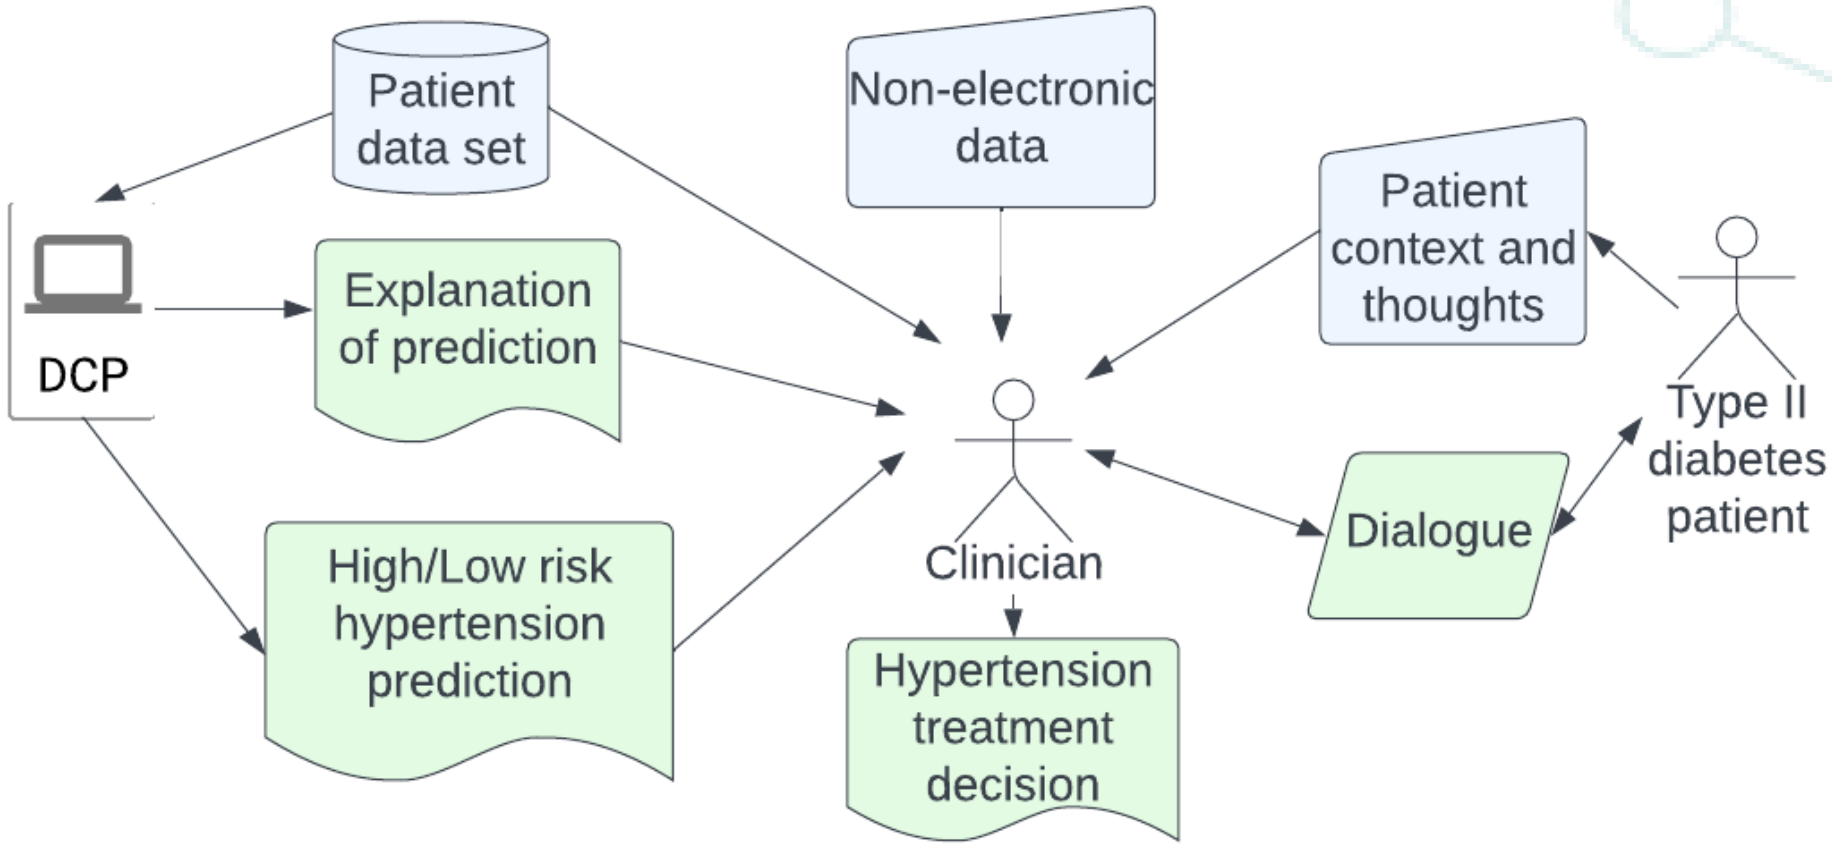 Patient
data set
Non-electronic
data
Patient
context and
thoughts
Explanation
of prediction
DCP
Type II
diabetes
patient
Dialogue
Clinician
High/Low risk
hypertension
prediction
Hypertension
treatment
decision